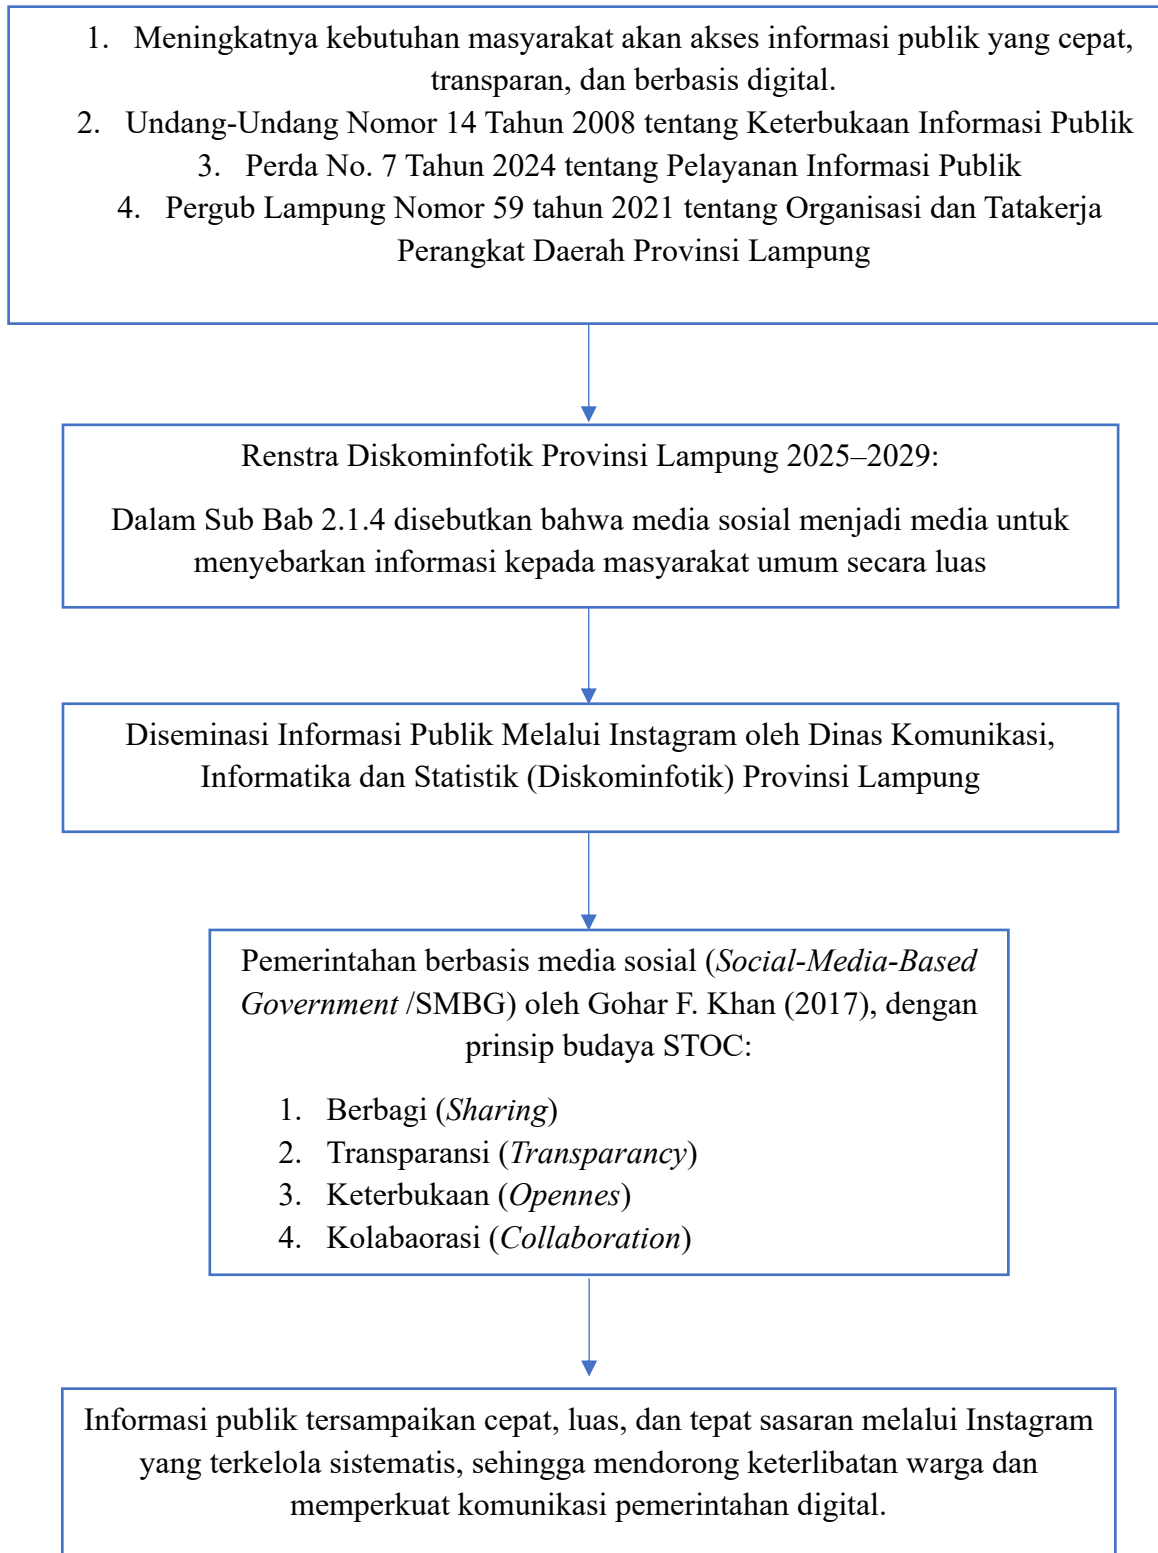 1. Meningkatnya kebutuhan masyarakat akan akses informasi publik yang cepat,
transparan, dan berbasis digital.
2. Undang-Undang Nomor 14 Tahun 2008 tentang Keterbukaan Informasi Publik
3. Perda No. 7 Tahun 2024 tentang Pelayanan Informasi Publik
4. Pergub Lampung Nomor 59 tahun 2021 tentang Organisasi dan Tatakerja
Perangkat Daerah Provinsi Lampung
Renstra Diskominfotik Provinsi Lampung 2025–2029:
Dalam Sub Bab 2.1.4 disebutkan bahwa media sosial menjadi media untuk
menyebarkan informasi kepada masyarakat umum secara luas
Diseminasi Informasi Publik Melalui Instagram oleh Dinas Komunikasi,
Informatika dan Statistik (Diskominfotik) Provinsi Lampung
Pemerintahan berbasis media sosial (Social-Media-Based
Government /SMBG) oleh Gohar F. Khan (2017), dengan
prinsip budaya STOC:
1. Berbagi (Sharing)
2. Transparansi (Transparancy)
3. Keterbukaan (Opennes)
4. Kolabaorasi (Collaboration)
Informasi publik tersampaikan cepat, luas, dan tepat sasaran melalui Instagram
yang terkelola sistematis, sehingga mendorong keterlibatan warga dan
memperkuat komunikasi pemerintahan digital.